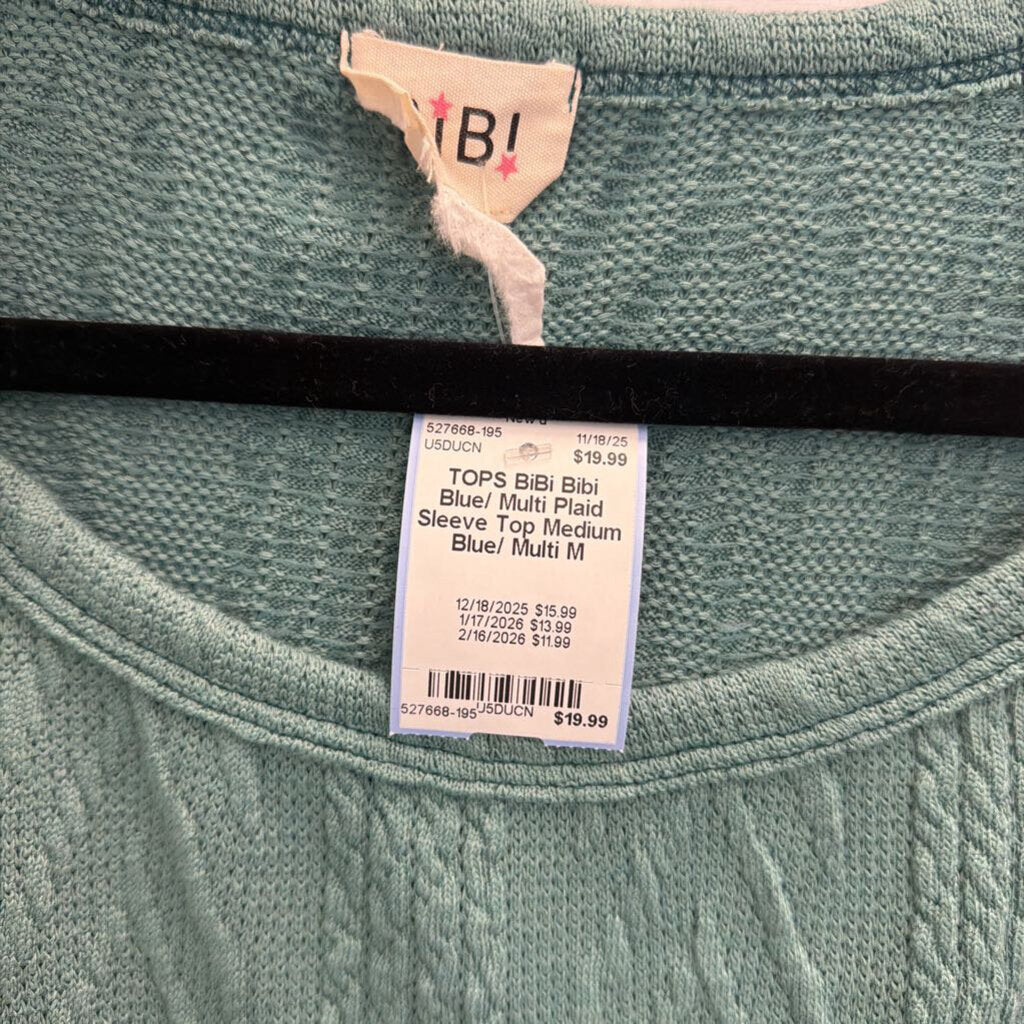 iB!
527668-195
11/18/25
U5DUCN
$19.99
TOPS BiBi Bibi
Blue/ Multi Plaid
Sleeve Top Medium
Blue/ Multi M
12/18/2025 $15.99
1/17/2026 $13.99
2/16/2026 $11.99
527668-195
U5DUCN
$19.99